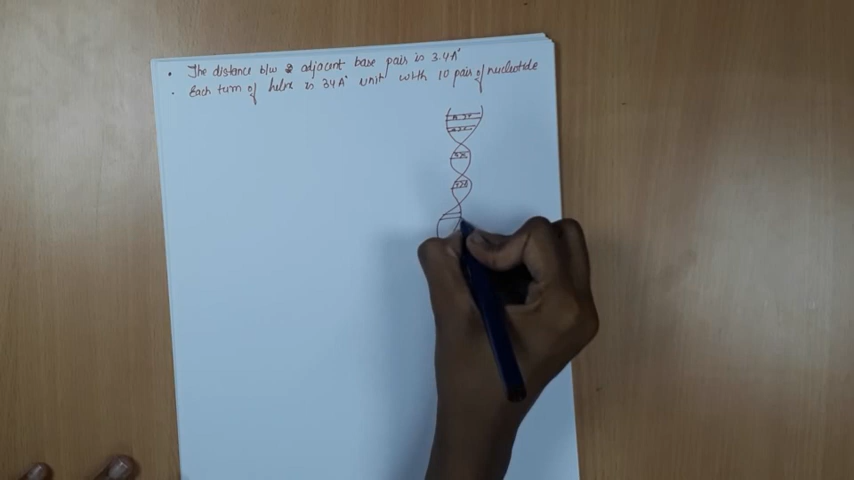 • The distance b/w 2 adjacent base pair is 3.4A°
• Each turn of helix is 34A° unit with 10 pair of nucleotide